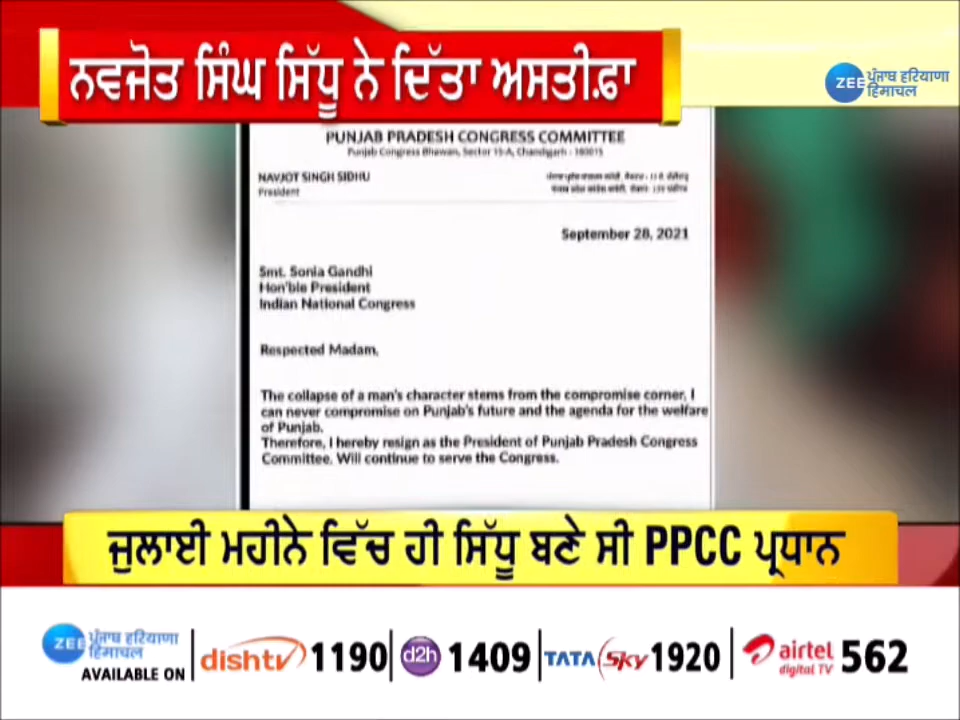 ਨਵਜੋਤ ਸਿੰਘ ਸਿੱਧੂ ਨੇ ਦਿੱਤਾ ਅਸਤੀਫ਼ਾ
ZEE ਪੰਜਾਬ ਹਰਿਆਣਾ
ਹਿਮਾਚਲ
PUNJAB PRADESH CONGRESS COMMITTEE
Punjab Congress Bhawan, Sector 15-A, Chandigarh - 160015
NAVJOT SINGH SIDHU
President
September 28, 2021
Smt. Sonia Gandhi
Hon'ble President
Indian National Congress
Respected Madam,
The collapse of a man's character stems from the compromise corner, I
can never compromise on Punjab's future and the agenda for the welfare
of Punjab.
Therefore, I hereby resign as the President of Punjab Pradesh Congress
Committee. Will continue to serve the Congress.
ਜੁਲਾਈ ਮਹੀਨੇ ਵਿੱਚ ਹੀ ਸਿੱਧੂ ਬਣੇ ਸੀ PPCC ਪ੍ਰਧਾਨ
ZEE ਪੰਜਾਬ ਹਰਿਆਣਾ
ਹਿਮਾਚਲ
AVAILABLE ON
dishtv 1190
d2h 1409
TATA Sky 1920
airtel
digital TV 562